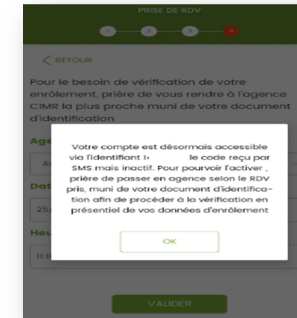 PRISE DE RDV
RETOUR
Pour le besoin de vérification de votre
enrôlement, prière de vous rendre à l'agence
CIMR la plus proche muni de votre document
d'identification
Votre compte est désormais accessible
via l'identifiant le code reçu par
SMS mais inactif. Pour pourvoir l'activer ,
prière de passer en agence selon le RDV
pris, muni de votre document d'identifica-
tion afin de procéder à la vérification en
présentiel de vos données d'enrôlement
OK
VALIDER